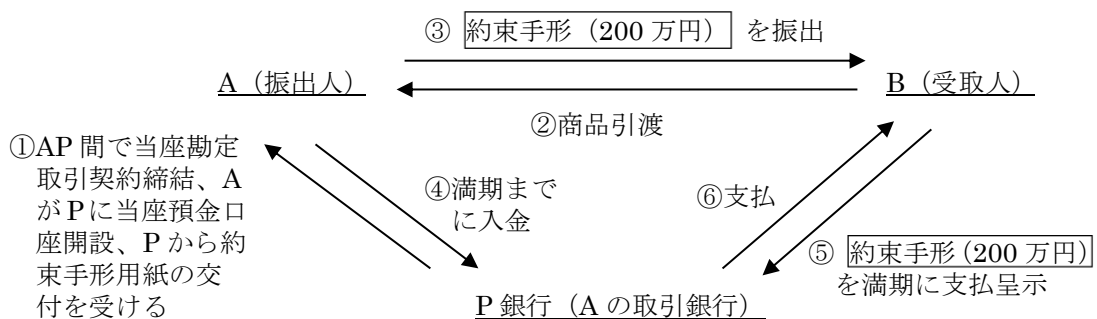 ③ 約束手形（200 万円） を振出
A（振出人）
B（受取人）
②商品引渡
①AP 間で当座勘定
取引契約締結、A
が P に当座預金口
座開設、P から約
束手形用紙の交
付を受ける
④満期まで
に入金
⑥支払
⑤ 約束手形（200 万円）
を満期に支払呈示
P 銀行（A の取引銀行）